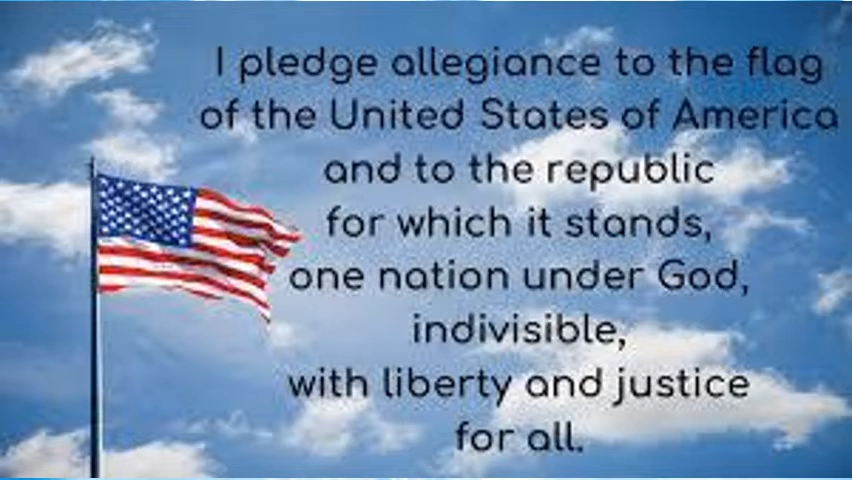 I pledge allegiance to the flag
of the United States of America
and to the republic
for which it stands,
one nation under God,
indivisible,
with liberty and justice
for all.